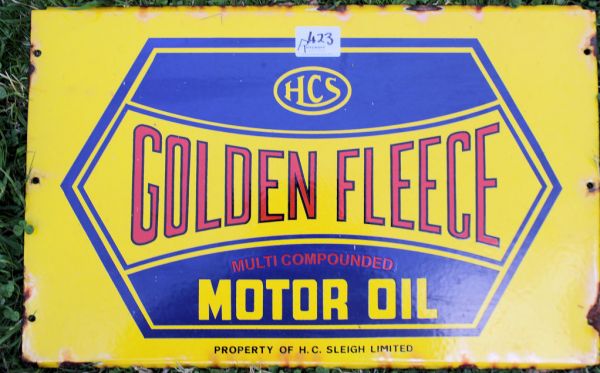 423
HCS
GOLDEN FLEECE
MULTI COMPOUNDED
MOTOR OIL
PROPERTY OF H.C. SLEIGH LIMITED